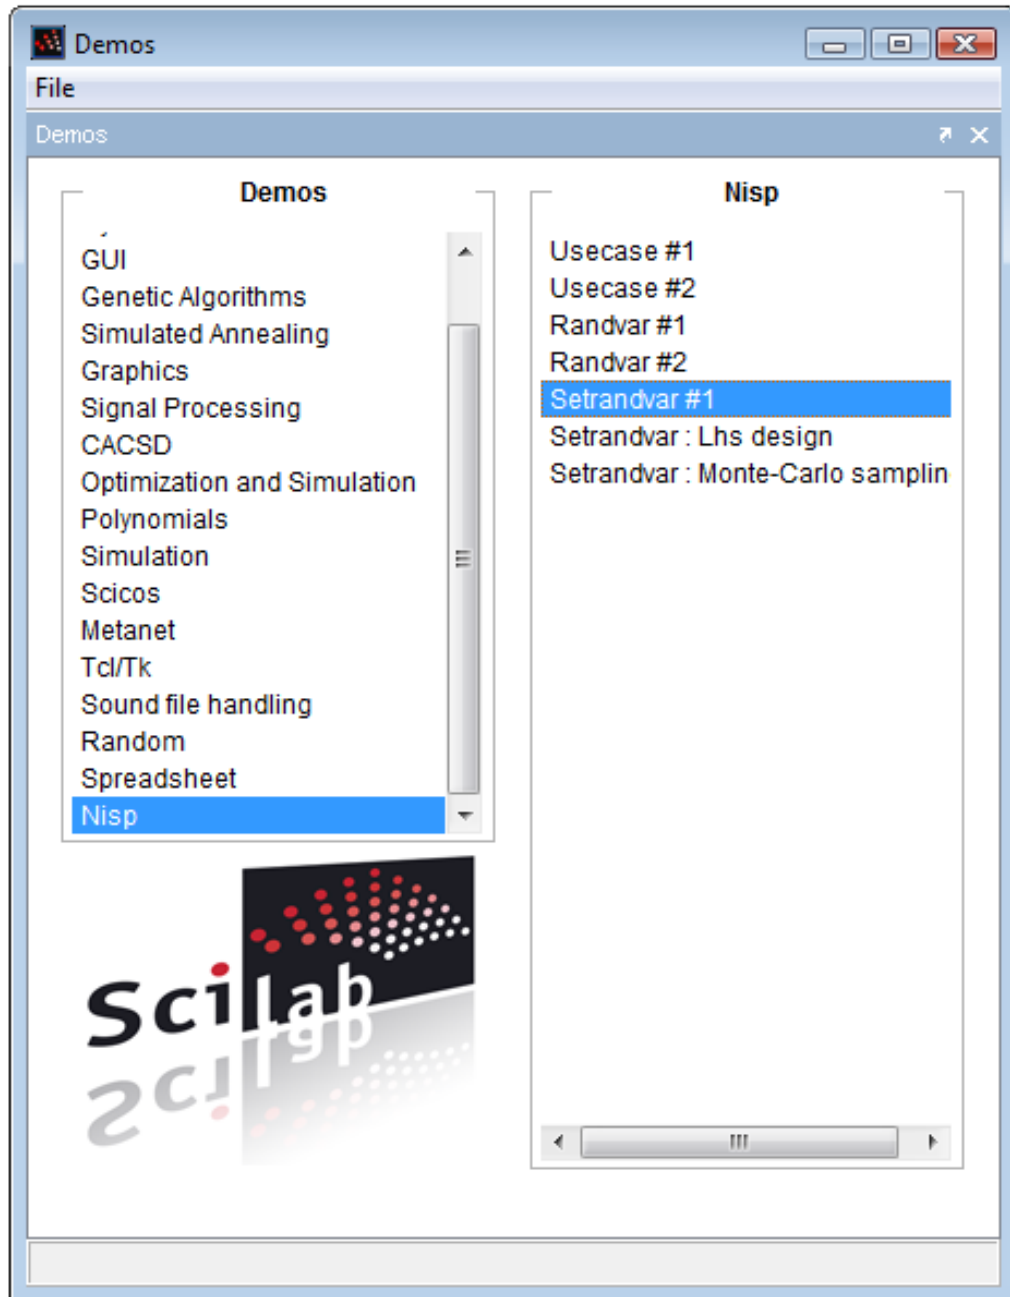 Demos
File
Demos
Demos
GUI
Genetic Algorithms
Simulated Annealing
Graphics
Signal Processing
CACSD
Optimization and Simulation
Polynomials
Simulation
Scicos
Metanet
Tcl/Tk
Sound file handling
Random
Spreadsheet
Nisp
Nisp
Usecase #1
Usecase #2
Randvar #1
Randvar #2
Setrandvar #1
Setrandvar : Lhs design
Setrandvar : Monte-Carlo samplin
Scilab